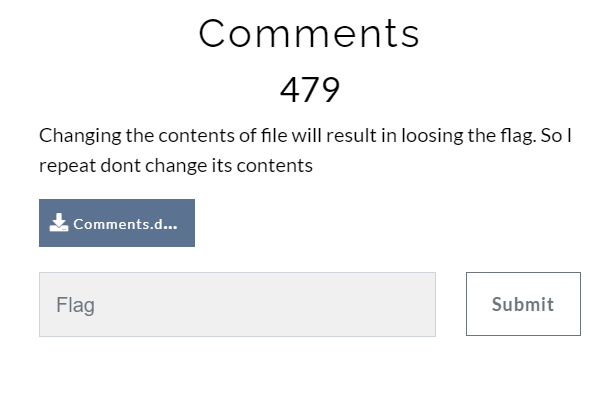 Comments
479
Changing the contents of file will result in loosing the flag. So I
repeat dont change its contents
Comments.d...
Flag
Submit